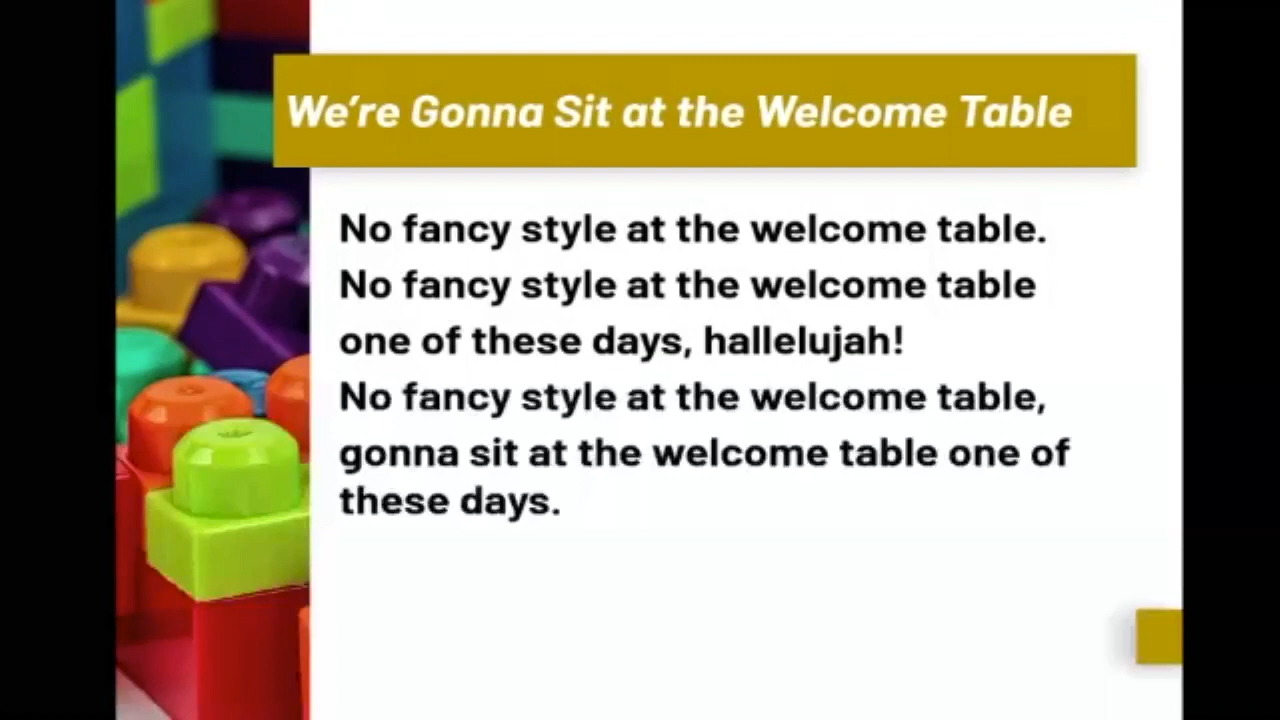 We're Gonna Sit at the Welcome Table
No fancy style at the welcome table.
No fancy style at the welcome table
one of these days, hallelujah!
No fancy style at the welcome table,
gonna sit at the welcome table one of
these days.